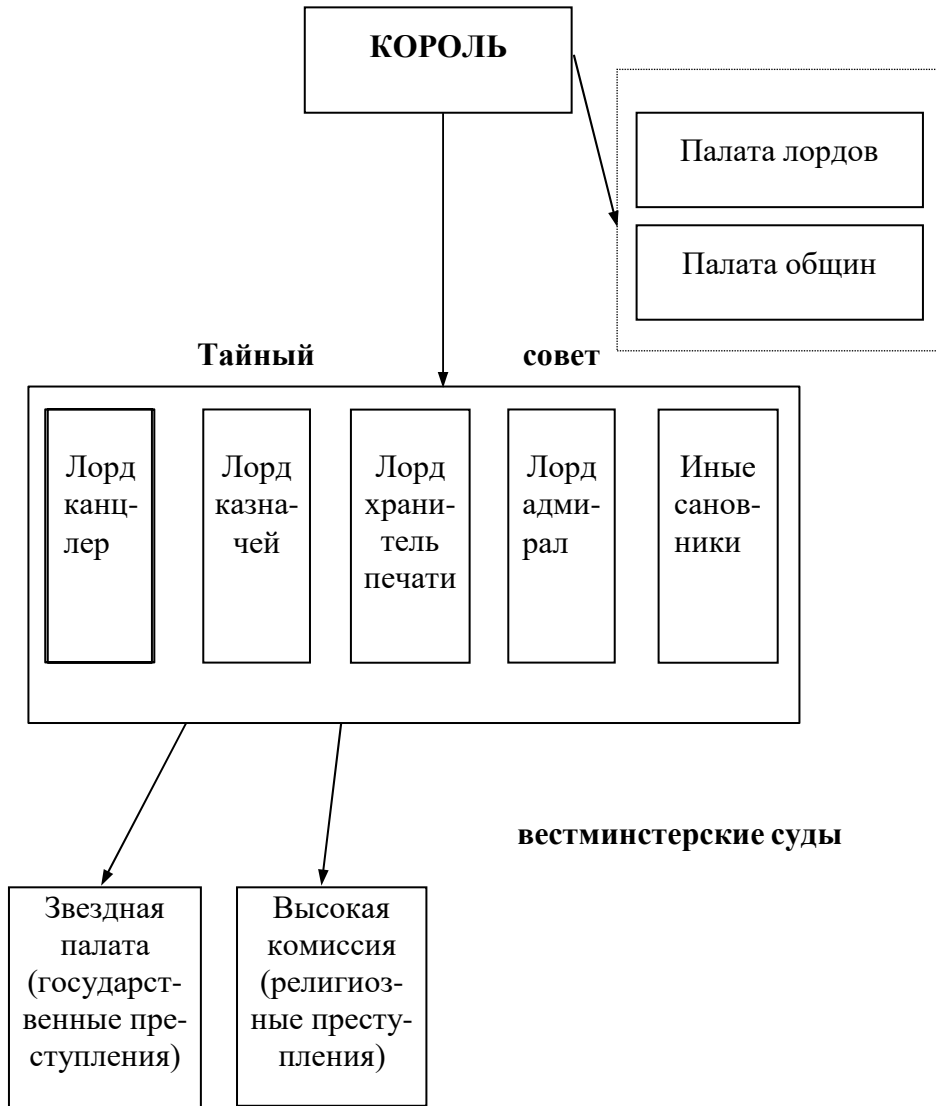 КОРОЛЬ
Палата лордов
Палата общин
Тайный совет
Лорд
канц-
лер
Лорд
казна-
чей
Лорд
храни-
тель
печати
Лорд
адми-
рал
Иные
санов-
ники
вестминстерские суды
Звездная
палата
(государст-
венные пре-
ступления)
Высокая
комиссия
(религиоз-
ные престу-
пления)